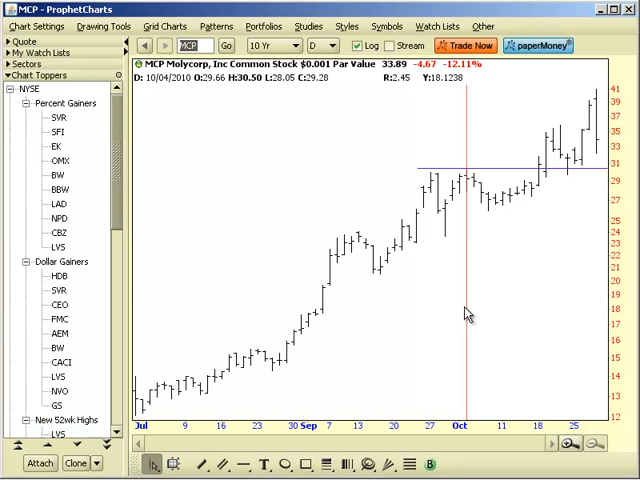 MCP - ProphetCharts
Chart Settings Drawing Tools Grid Charts Patterns Portfolios Studies Styles Symbols Watch Lists Other
Quote
My Watch Lists
Sectors
Chart Toppers
MCP Go 10 Yr D Log Stream Trade Now paperMoney®
MCP Molycorp, Inc Common Stock $0.001 Par Value 33.89 -4.67 -12.11%
D: 10/04/2010 O:29.66 H:30.50 L:28.05 C:29.28 R:2.45 Y:18.1238
NYSE
Percent Gainers
SVR
SFI
EK
OMX
BW
BBW
LAD
NPD
CBZ
LVS
Dollar Gainers
HDB
SVR
CEO
FMC
AEM
BW
CACI
LVS
NVO
GS
New 52wk Highs
LVS
41
39
37
35
33
31
29
27
25
24
23
22
21
20
19
18
17
16
15
14
13
12
Jul 9 16 23 30 Sep 7 13 20 27 Oct 11 18 25
Attach Clone
T B